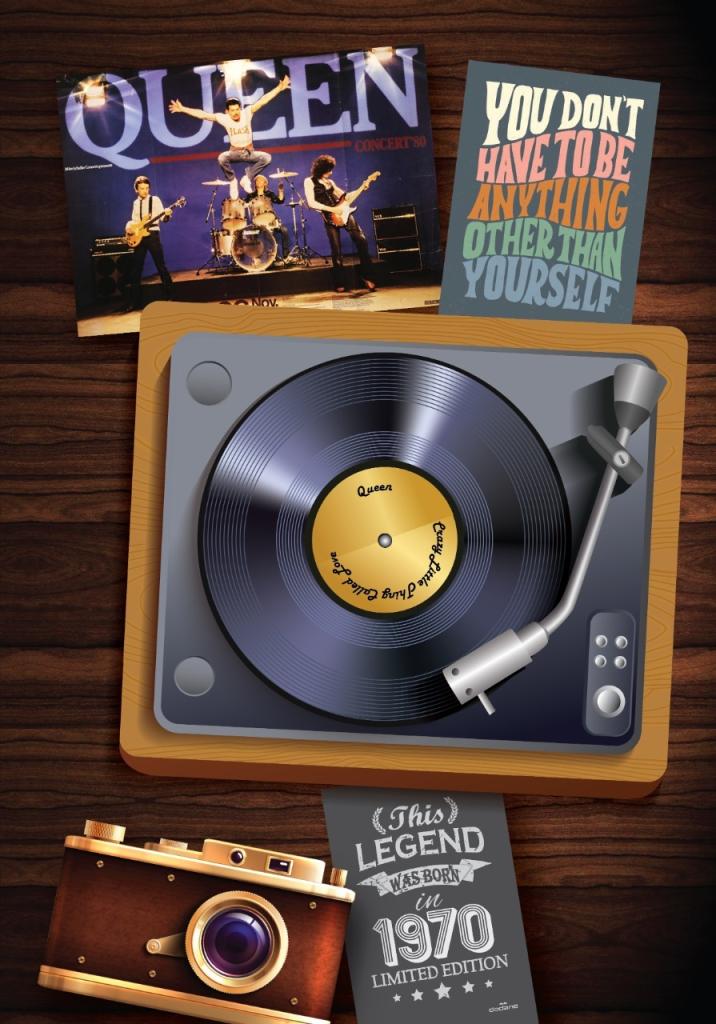 QUEEN
CONCERT '80
Nov.
YOU DON'T
HAVE TO BE
ANYTHING
OTHER THAN
YOURSELF
Queen
Crazy Little Thing Called Love
This
LEGEND
WAS BORN
in
1970
LIMITED EDITION